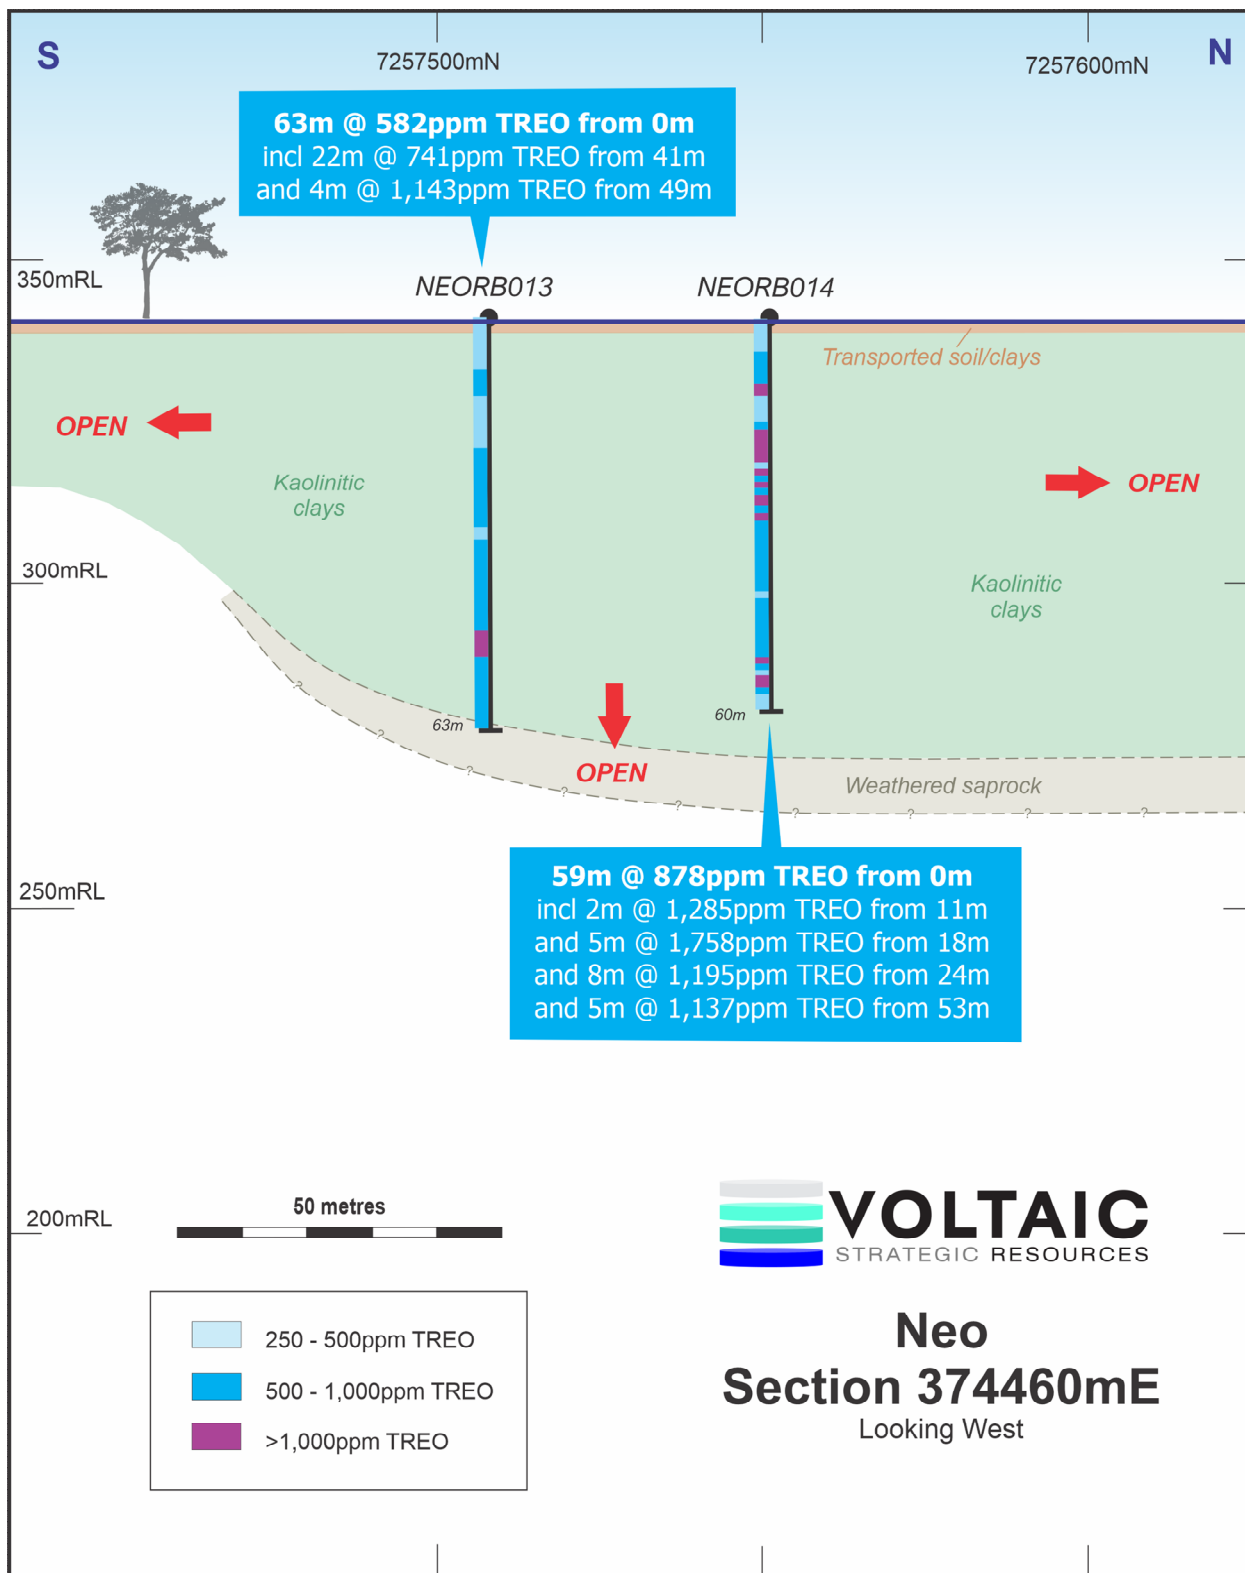 S
7257500mN
7257600mN
N
63m @ 582ppm TREO from 0m
incl 22m @ 741ppm TREO from 41m
and 4m @ 1,143ppm TREO from 49m
350mRL
NEORB013
NEORB014
Transported soil/clays
OPEN
Kaolinitic
clays
OPEN
300mRL
Kaolinitic
clays
?
63m
60m
?
?
OPEN
Weathered saprock
?
?
?
?
?
?
250mRL
59m @ 878ppm TREO from 0m
incl 2m @ 1,285ppm TREO from 11m
and 5m @ 1,758ppm TREO from 18m
and 8m @ 1,195ppm TREO from 24m
and 5m @ 1,137ppm TREO from 53m
200mRL
50 metres
VOLTAIC
STRATEGIC RESOURCES
250 - 500ppm TREO
500 - 1,000ppm TREO
>1,000ppm TREO
Neo
Section 374460mE
Looking West